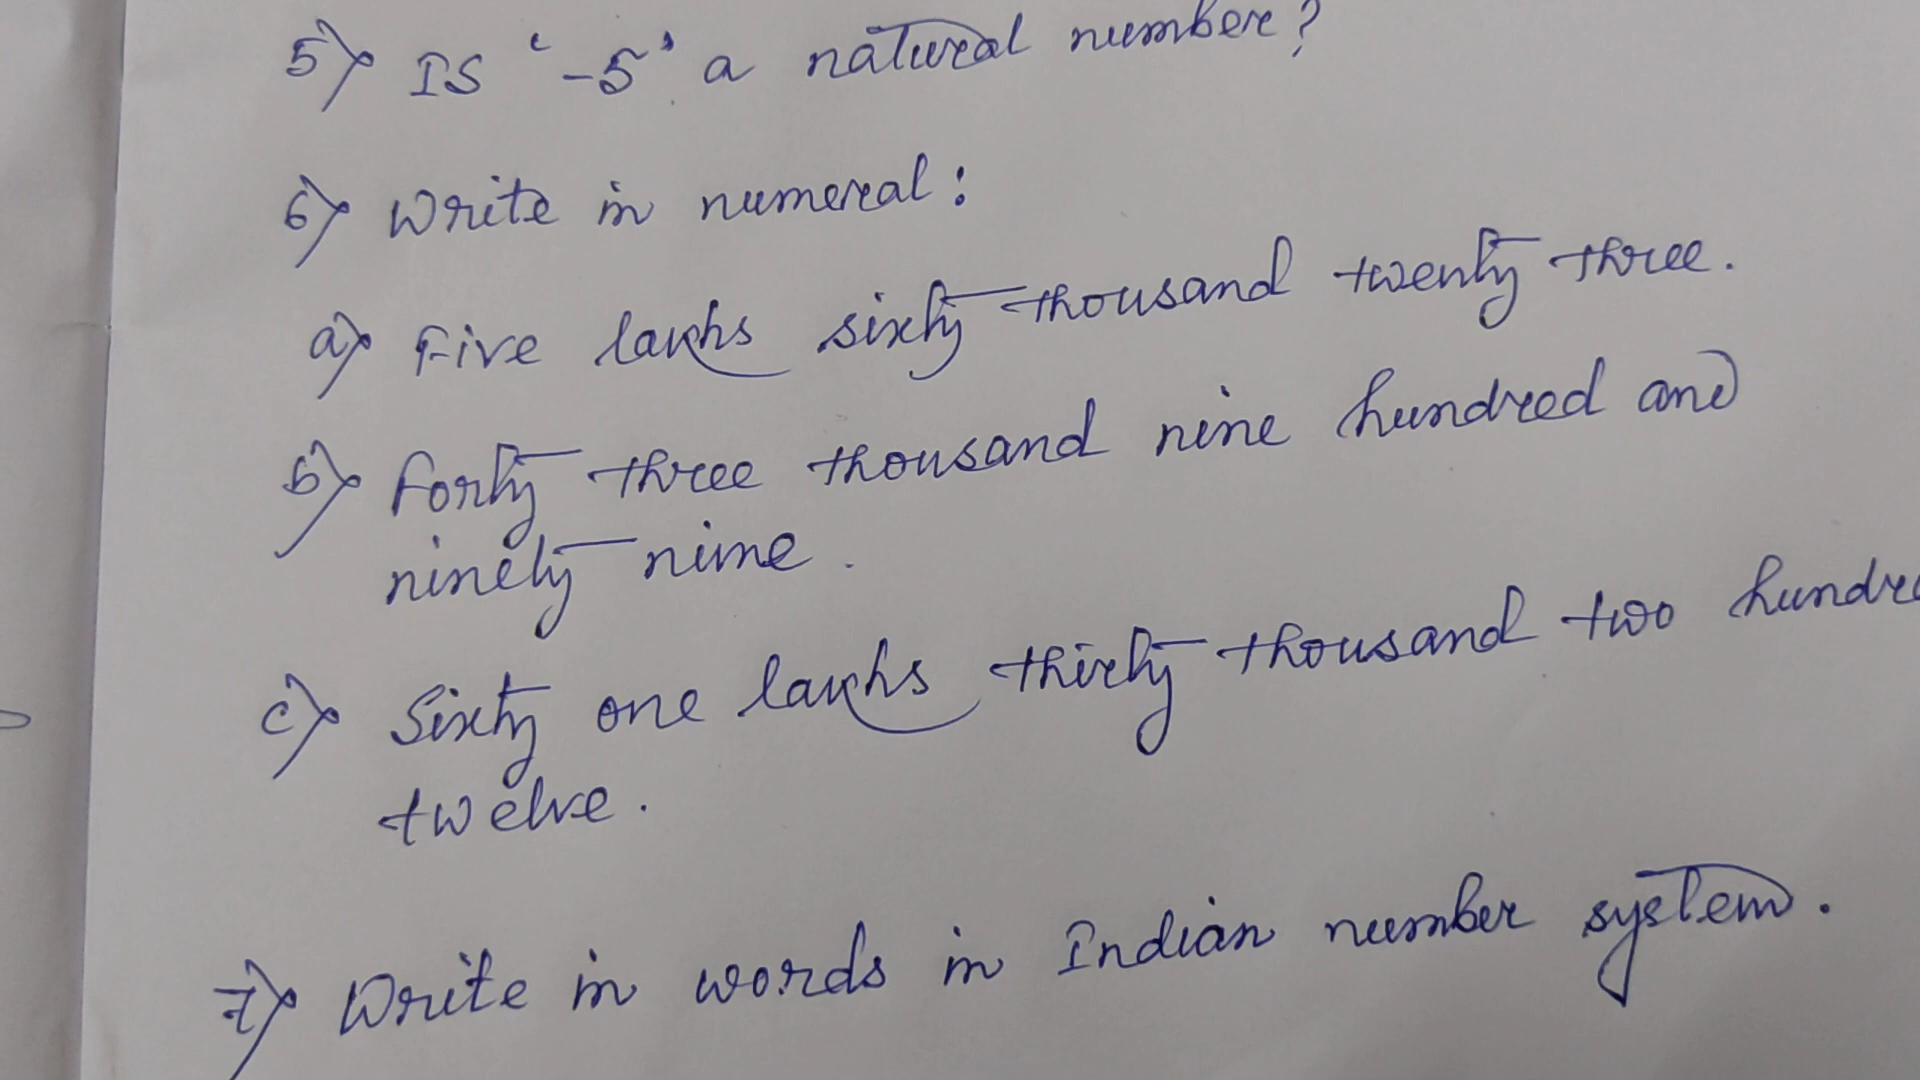 5) IS '-5' a natural number?
6) Write in numeral:
a) Five lakhs sixty thousand twenty three.
b) Forty three thousand nine hundred and
ninety nine.
c) Sixty one lakhs thirty thousand two
twelve.
7) Write in words in Indian number system.